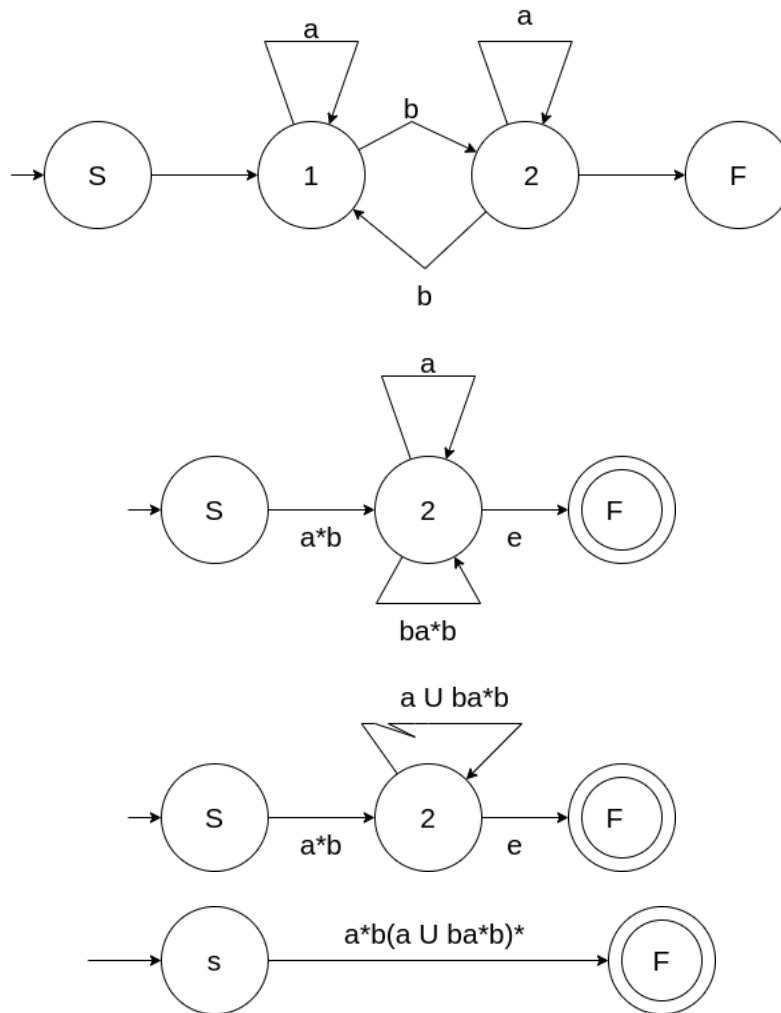 a a
b
S 1 2 F
b
a
S 2 F
a*b e
ba*b
a U ba*b
S 2 F
a*b e
a*b(a U ba*b)*
s F